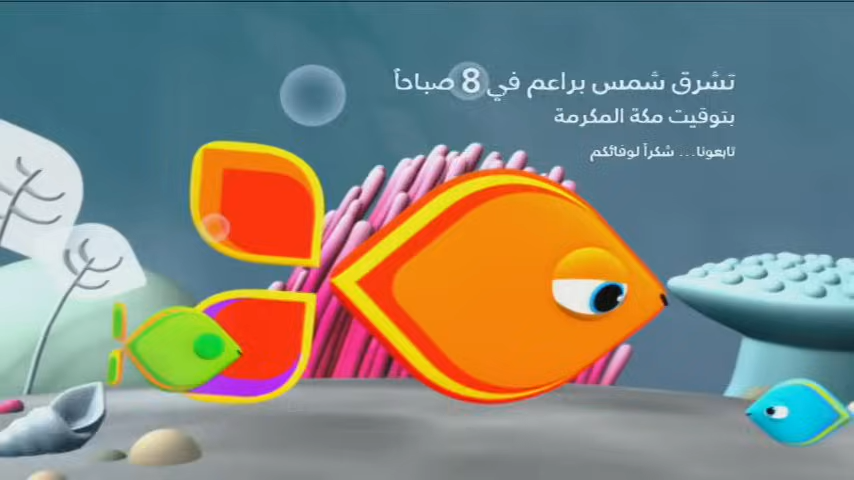 تشرق شمس براعم في 8 صباحاً
بتوقيت مكة المكرمة
تابعونا... شكراً لوفائكم